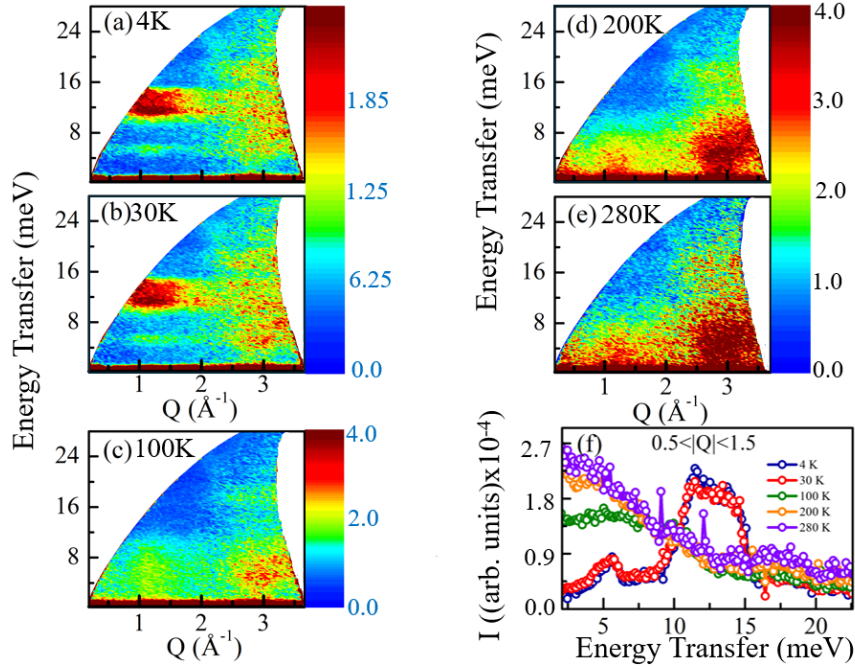 (a) 4K
24
16
8
1.85
1.25
6.25
0.0
(b)30K
24
16
8
1
2
3
Q (Å⁻¹)
Energy Transfer (meV)
(c)100K
24
16
8
1
2
3
Q (Å⁻¹)
4.0
3.0
2.0
1.0
0.0
(d) 200K
24
16
8
Energy Transfer (meV)
4.0
3.0
2.0
1.0
0.0
(e) 280K
24
16
8
1
2
3
Q (Å⁻¹)
(f)
0.5<|Q|<1.5
4 K
30 K
100 K
200 K
280 K
2.7
1.8
0.9
0.0
I ((arb. units)x10⁻⁴
5
10
15
20
Energy Transfer (meV)